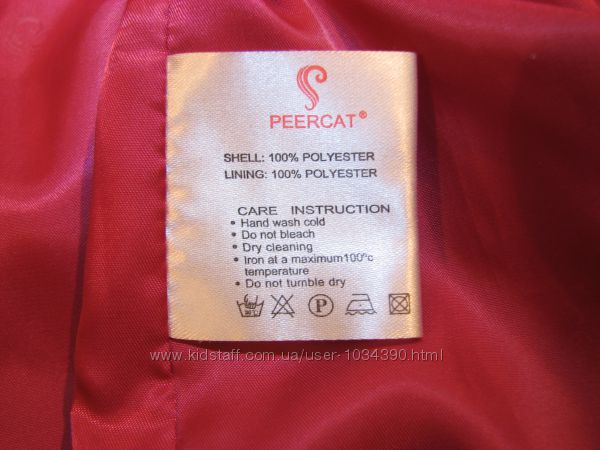 PEERCAT®
SHELL: 100% POLYESTER
LINING: 100% POLYESTER
CARE INSTRUCTION
• Hand wash cold
• Do not bleach
• Dry cleaning
• Iron at a maximum100ºc
temperature
• Do not tumble dry
P
www.kidstaff.com.ua/user-1034390.html